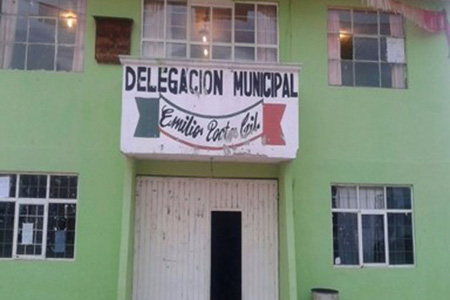 DELEGACION MUNICIPAL
Emilio Portes Gil